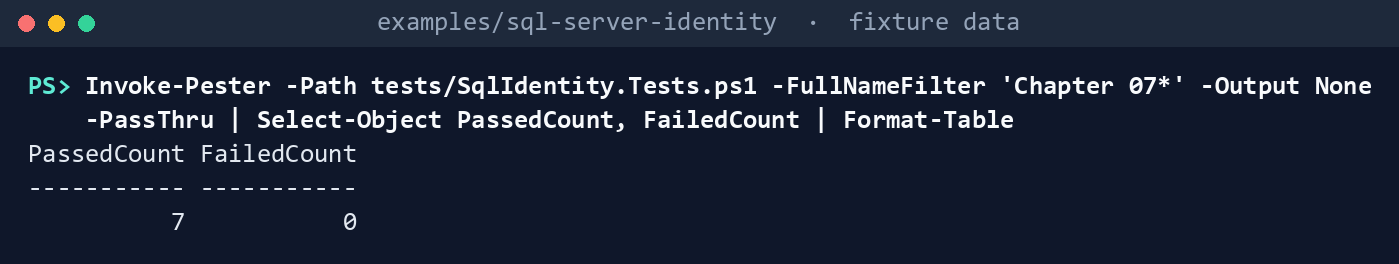 examples/sql-server-identity · fixture data
PS> Invoke-Pester -Path tests/SqlIdentity.Tests.ps1 -FullNameFilter 'Chapter 07*' -Output None
-PassThru | Select-Object PassedCount, FailedCount | Format-Table
PassedCount FailedCount
----------- -----------
7 0